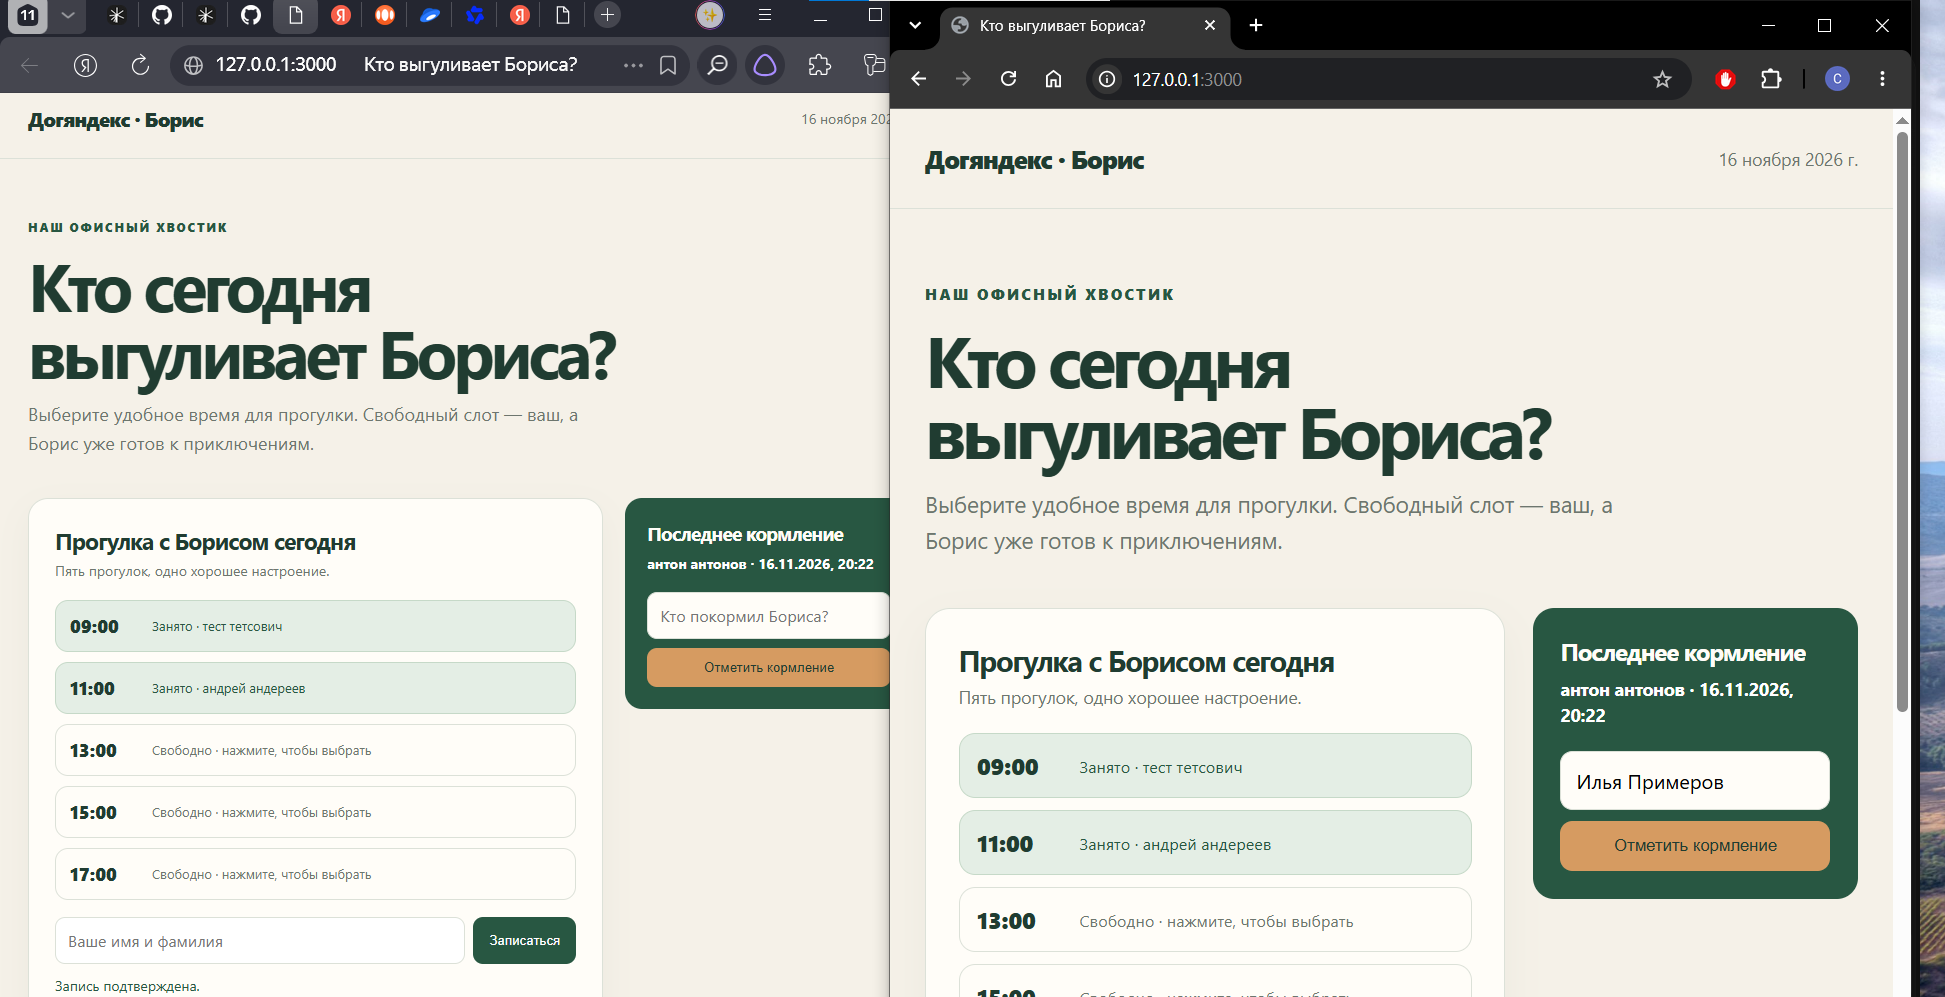 11
127.0.0.1:3000 Кто выгуливает Бориса?
Догяндекс · Борис
16 ноября 202
НАШ ОФИСНЫЙ ХВОСТИК
Кто сегодня
выгуливает Бориса?
Выберите удобное время для прогулки. Свободный слот — ваш, а
Борис уже готов к приключениям.
Прогулка с Борисом сегодня
Пять прогулок, одно хорошее настроение.
09:00 Занято · тест тетсович
11:00 Занято · андрей андереев
13:00 Свободно · нажмите, чтобы выбрать
15:00 Свободно · нажмите, чтобы выбрать
17:00 Свободно · нажмите, чтобы выбрать
Ваше имя и фамилия
Записаться
Запись подтверждена.
Последнее кормление
антон антонов · 16.11.2026, 20:22
Кто покормил Бориса?
Отметить кормление
Кто выгуливает Бориса?
127.0.0.1:3000
C
Догяндекс · Борис
16 ноября 2026 г.
НАШ ОФИСНЫЙ ХВОСТИК
Кто сегодня
выгуливает Бориса?
Выберите удобное время для прогулки. Свободный слот — ваш, а
Борис уже готов к приключениям.
Прогулка с Борисом сегодня
Пять прогулок, одно хорошее настроение.
09:00 Занято · тест тетсович
11:00 Занято · андрей андереев
13:00 Свободно · нажмите, чтобы выбрать
15:00 Свободно · нажмите, чтобы выбрать
Последнее кормление
антон антонов · 16.11.2026,
20:22
Илья Примеров
Отметить кормление